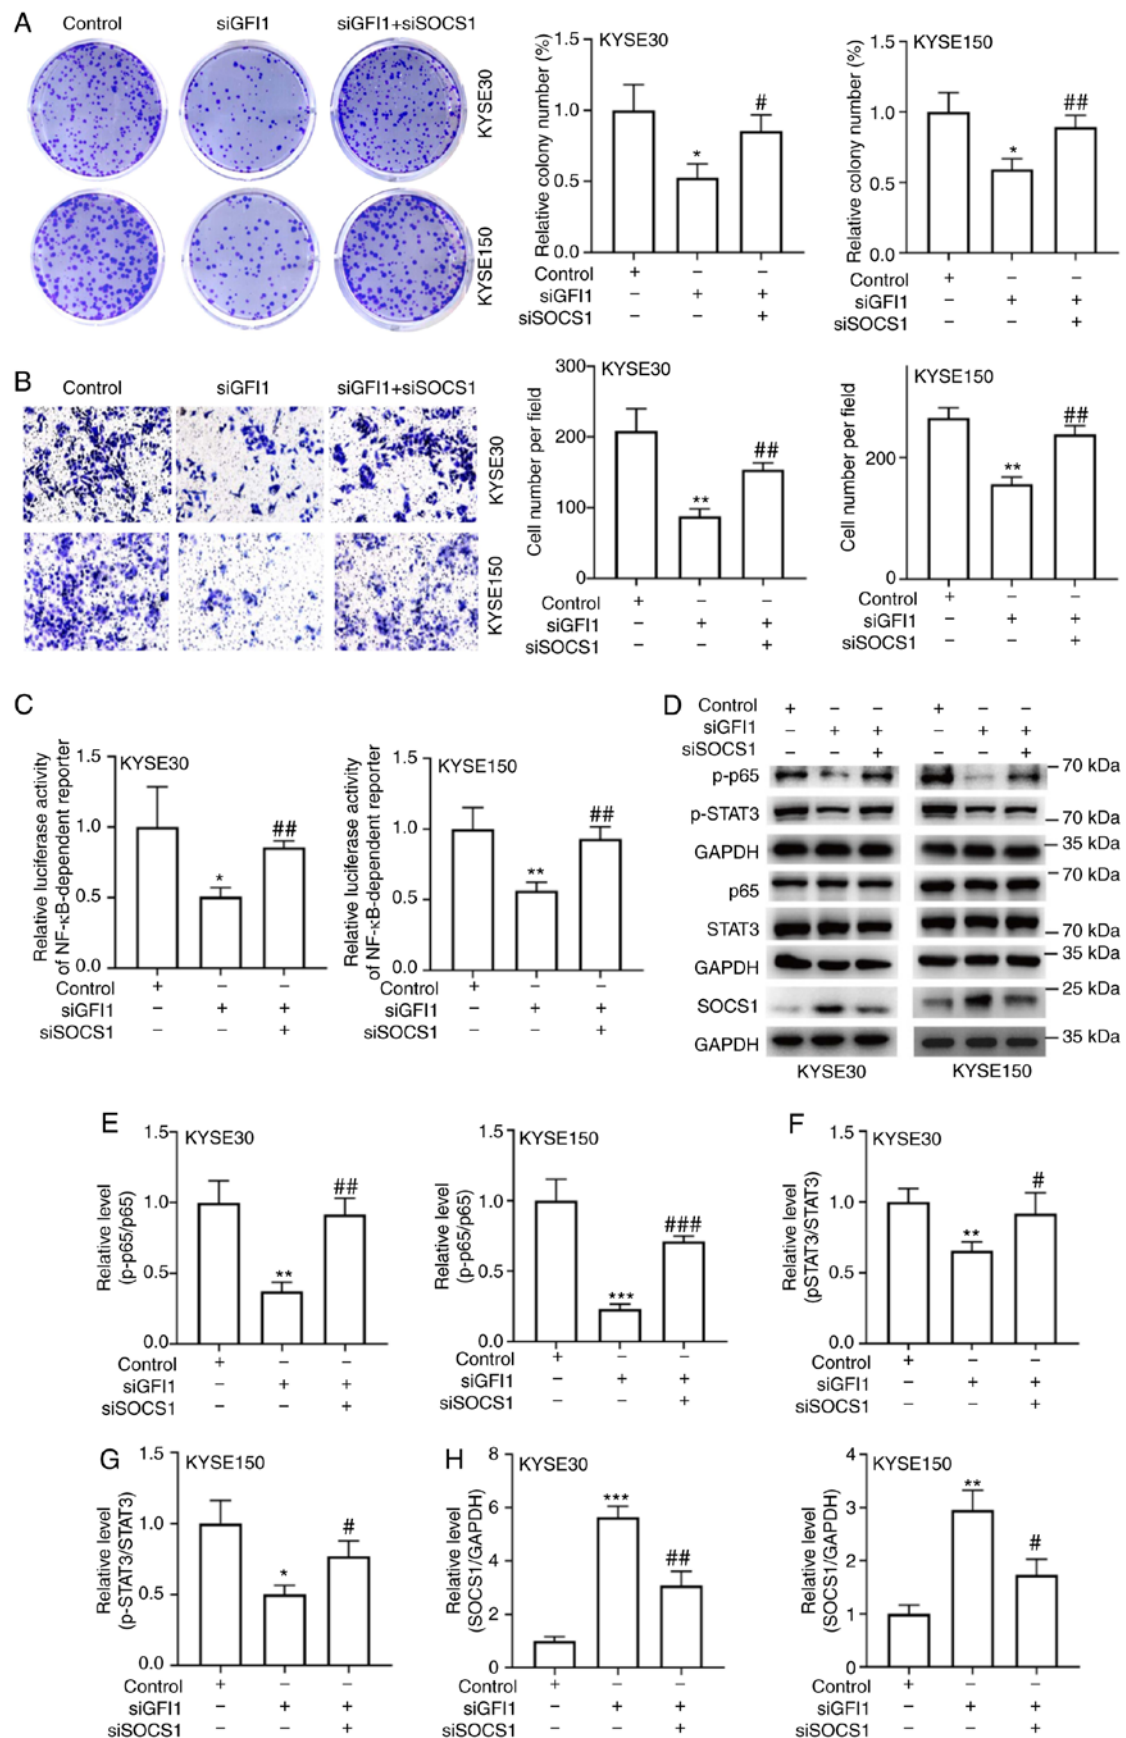 A
Control
siGFI1
siGFI1+siSOCS1
KYSE30
KYSE150
Relative colony number (%)
1.5
1.0
0.5
0.0
KYSE30
*
#
Control + − −
siGFI1 − + +
siSOCS1 − − +
Relative colony number (%)
1.5
1.0
0.5
0.0
KYSE150
*
##
Control + − −
siGFI1 − + +
siSOCS1 − − +
B
Control
siGFI1
siGFI1+siSOCS1
KYSE30
KYSE150
Cell number per field
300
200
100
0
KYSE30
**
##
Control + − −
siGFI1 − + +
siSOCS1 − − +
Cell number per field
200
0
KYSE150
**
##
Control + − −
siGFI1 − + +
siSOCS1 − − +
C
Relative luciferase activity
of NF-κB-dependent reporter
1.5
1.0
0.5
0.0
KYSE30
*
##
Control + − −
siGFI1 − + +
siSOCS1 − − +
Relative luciferase activity
of NF-κB-dependent reporter
1.5
1.0
0.5
0.0
KYSE150
**
##
Control + − −
siGFI1 − + +
siSOCS1 − − +
D
Control + − − + − −
siGFI1 − + + − + +
siSOCS1 − − + − − +
p-p65
70 kDa
p-STAT3
70 kDa
GAPDH
35 kDa
p65
70 kDa
STAT3
70 kDa
GAPDH
35 kDa
SOCS1
25 kDa
GAPDH
35 kDa
KYSE30
KYSE150
E
Relative level
(p-p65/p65)
1.5
1.0
0.5
0.0
KYSE30
**
##
Control + − −
siGFI1 − + +
siSOCS1 − − +
Relative level
(p-p65/p65)
1.5
1.0
0.5
0.0
KYSE150
***
###
Control + − −
siGFI1 − + +
siSOCS1 − − +
F
Relative level
(pSTAT3/STAT3)
1.5
1.0
0.5
0.0
KYSE30
**
#
Control + − −
siGFI1 − + +
siSOCS1 − − +
G
Relative level
(p-STAT3/STAT3)
1.5
1.0
0.5
0.0
KYSE150
*
#
Control + − −
siGFI1 − + +
siSOCS1 − − +
H
Relative level
(SOCS1/GAPDH)
8
6
4
2
0
KYSE30
***
##
Control + − −
siGFI1 − + +
siSOCS1 − − +
Relative level
(SOCS1/GAPDH)
4
3
2
1
0
KYSE150
**
#
Control + − −
siGFI1 − + +
siSOCS1 − − +